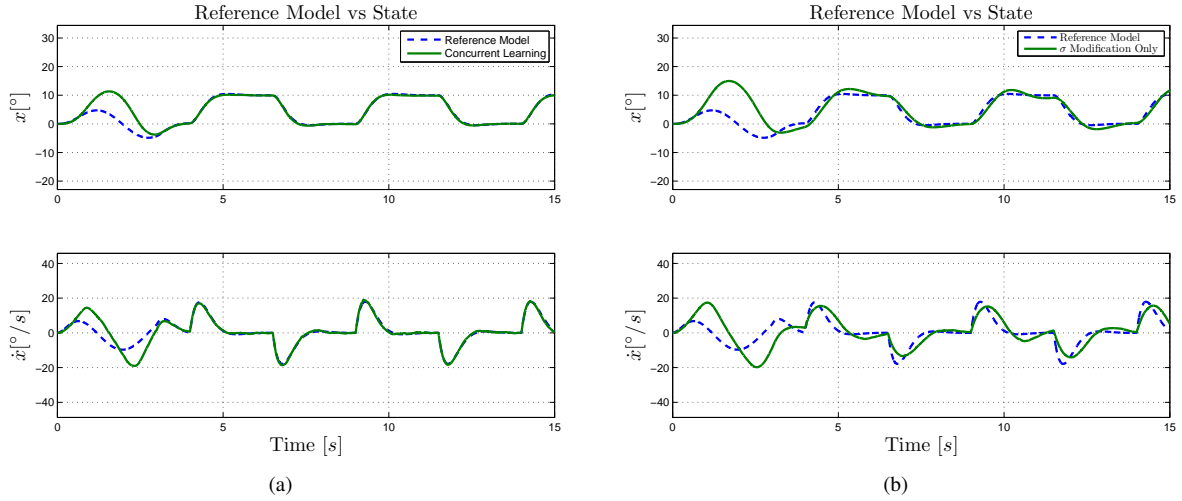 Reference Model vs State
Reference Model
Concurrent Learning
x[°]
30
20
10
0
−10
−20
0
5
10
15
ẋ[°/s]
40
20
0
−20
−40
0
5
10
15
Time [s]
(a)
Reference Model vs State
Reference Model
σ Modification Only
x[°]
30
20
10
0
−10
−20
0
5
10
15
ẋ[°/s]
40
20
0
−20
−40
0
5
10
15
Time [s]
(b)